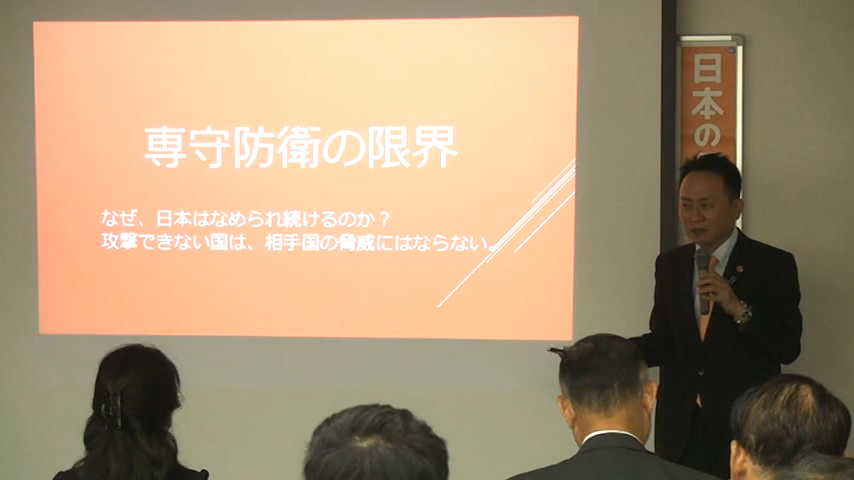 専守防衛の限界
なぜ、日本はなめられ続けるのか?
攻撃できない国は、相手国の脅威にはならない。
日本の